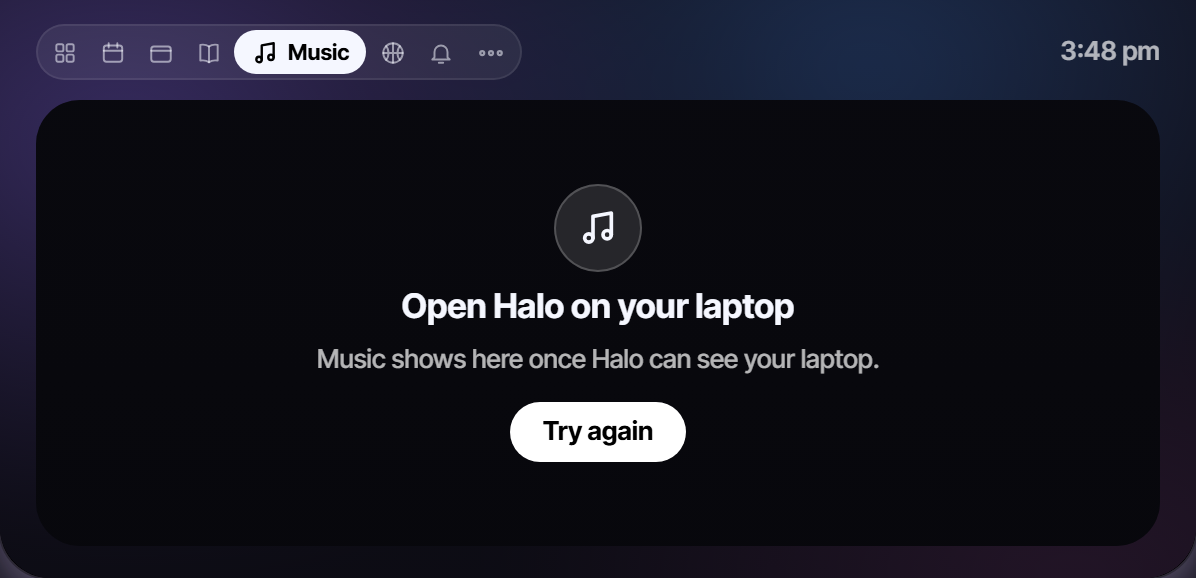 Music
3:48 pm
Open Halo on your laptop
Music shows here once Halo can see your laptop.
Try again